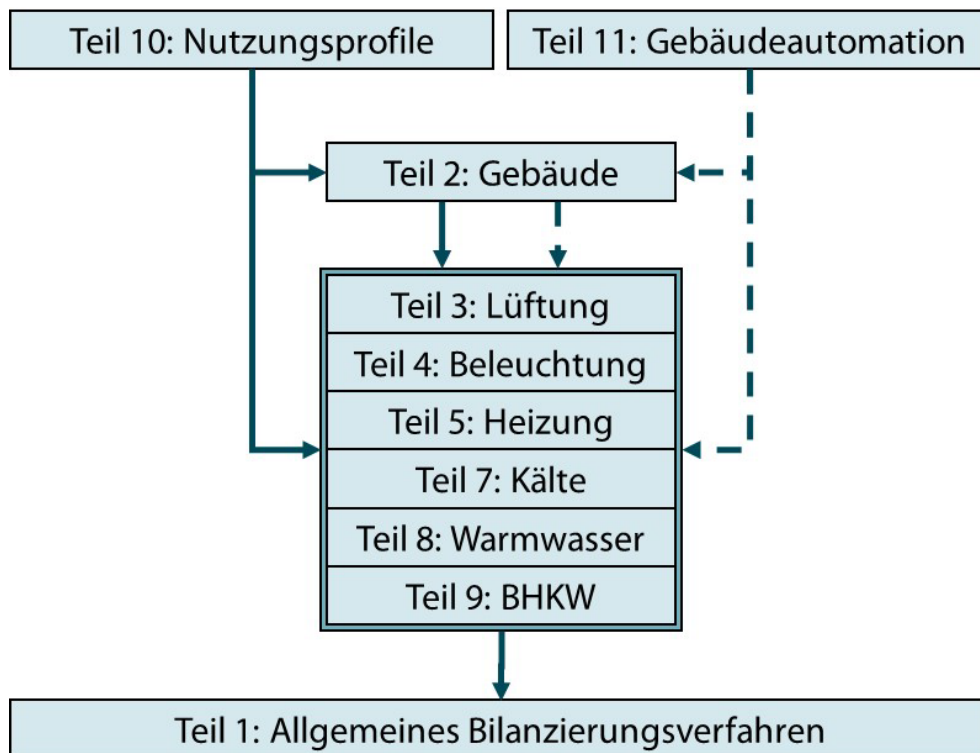 Teil 10: Nutzungsprofile
Teil 11: Gebäudeautomation
Teil 2: Gebäude
Teil 3: Lüftung
Teil 4: Beleuchtung
Teil 5: Heizung
Teil 7: Kälte
Teil 8: Warmwasser
Teil 9: BHKW
Teil 1: Allgemeines Bilanzierungsverfahren